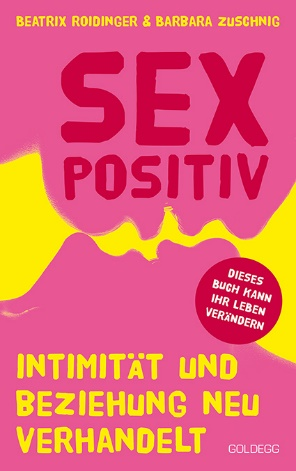 BEATRIX ROIDINGER & BARBARA ZUSCHNIG
SEX
POSITIV
DIESES
BUCH KANN
IHR LEBEN
VERÄNDERN
INTIMITÄT UND
BEZIEHUNG NEU
VERHANDELT
GOLDEGG